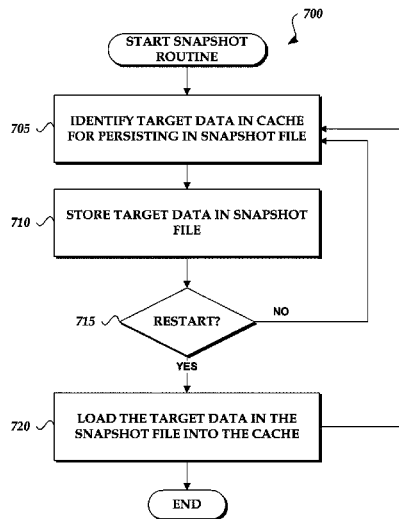 700
START SNAPSHOT
ROUTINE
705
IDENTIFY TARGET DATA IN CACHE
FOR PERSISTING IN SNAPSHOT FILE
710
STORE TARGET DATA IN SNAPSHOT
FILE
715
RESTART?
NO
YES
720
LOAD THE TARGET DATA IN THE
SNAPSHOT FILE INTO THE CACHE
END